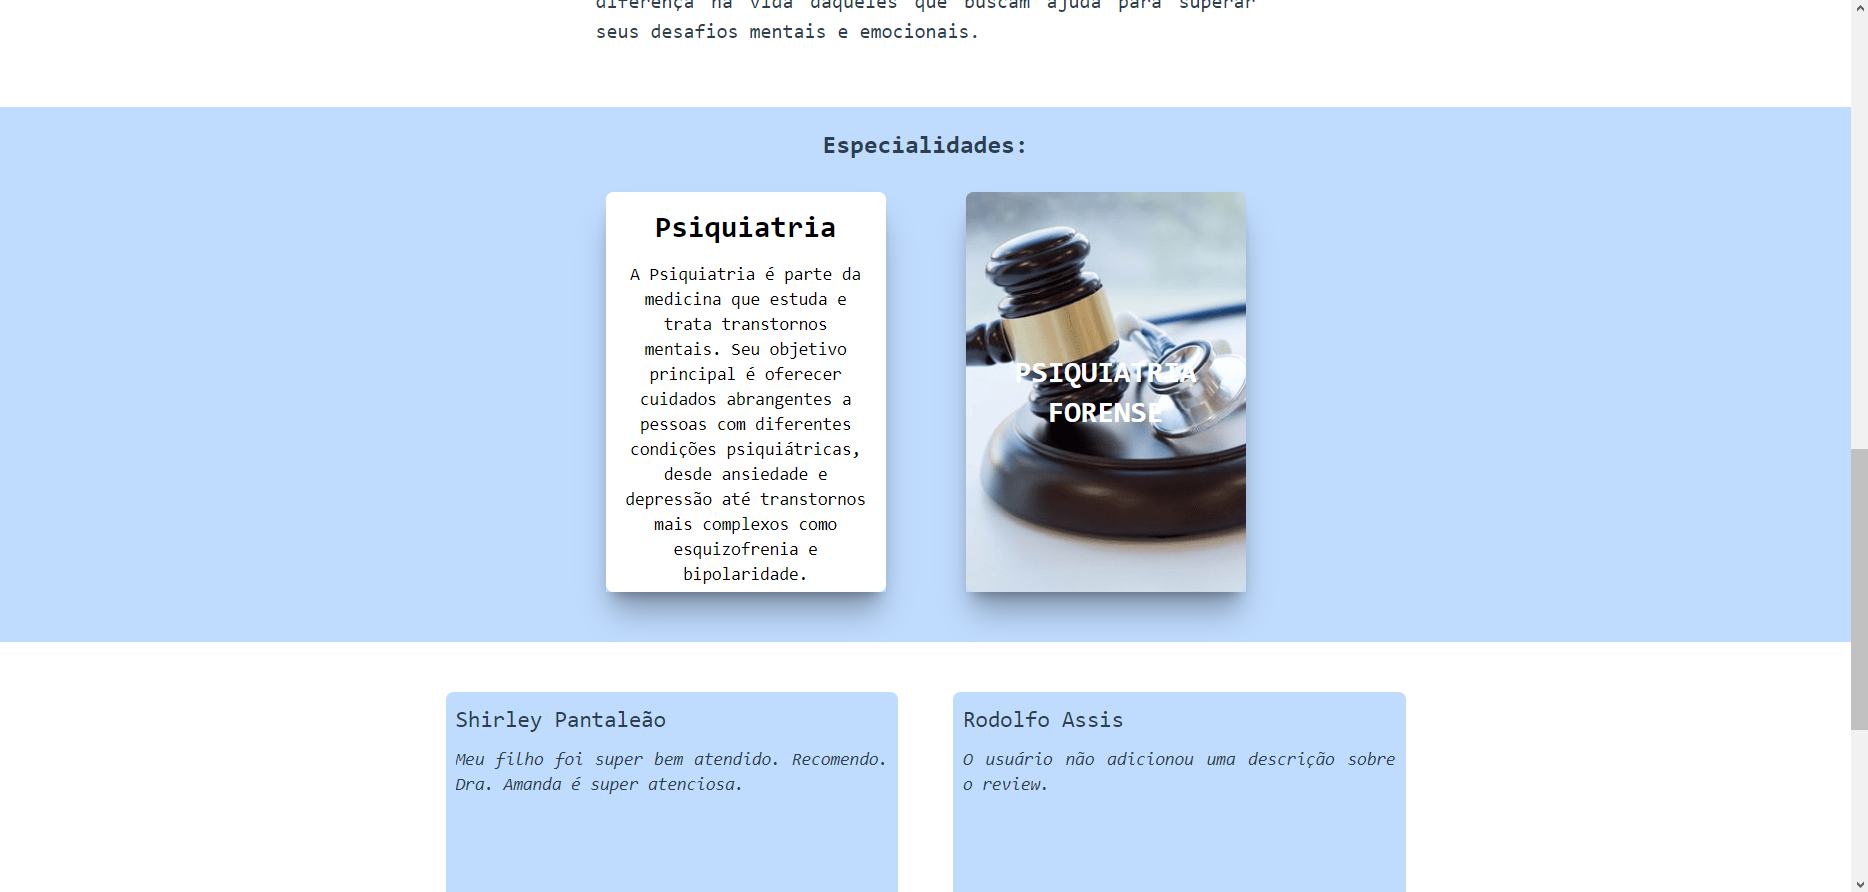 diferença na vida daqueles que buscam ajuda para superar
seus desafios mentais e emocionais.
Especialidades:
Psiquiatria
A Psiquiatria é parte da
medicina que estuda e
trata transtornos
mentais. Seu objetivo
principal é oferecer
cuidados abrangentes a
pessoas com diferentes
condições psiquiátricas,
desde ansiedade e
depressão até transtornos
mais complexos como
esquizofrenia e
bipolaridade.
PSIQUIATRIA
FORENSE
Shirley Pantaleão
Meu filho foi super bem atendido. Recomendo.
Dra. Amanda é super atenciosa.
Rodolfo Assis
O usuário não adicionou uma descrição sobre
o review.